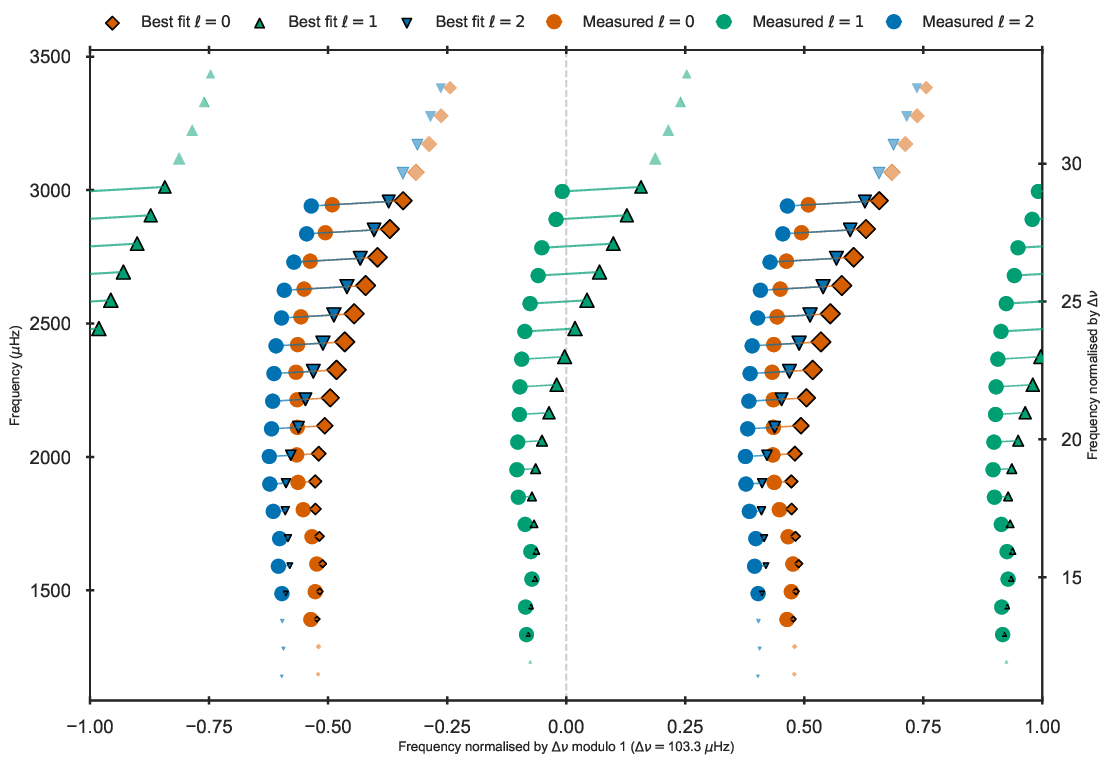 Best fit ℓ = 0 Best fit ℓ = 1 Best fit ℓ = 2 Measured ℓ = 0 Measured ℓ = 1 Measured ℓ = 2
3500
3000
2500
2000
1500
Frequency (μHz)
30
25
20
15
Frequency normalised by Δν
−1.00 −0.75 −0.50 −0.25 0.00 0.25 0.50 0.75 1.00
Frequency normalised by Δν modulo 1 (Δν = 103.3 μHz)